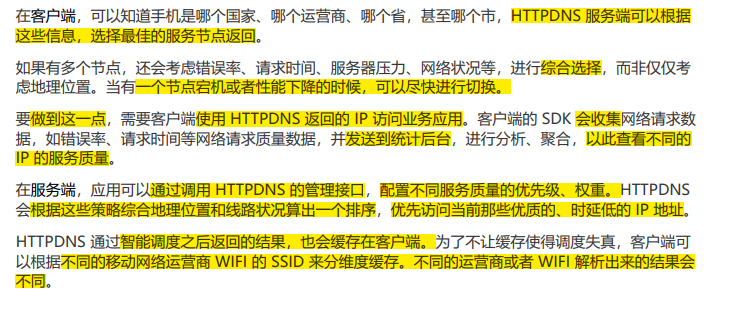 在客户端，可以知道手机是哪个国家、哪个运营商、哪个省，甚至哪个市，HTTPDNS 服务端可以根据
这些信息，选择最佳的服务节点返回。
如果有多个节点，还会考虑错误率、请求时间、服务器压力、网络状况等，进行综合选择，而非仅仅考
虑地理位置。当有一个节点宕机或者性能下降的时候，可以尽快进行切换。
要做到这一点，需要客户端使用 HTTPDNS 返回的 IP 访问业务应用。客户端的 SDK 会收集网络请求数
据，如错误率、请求时间等网络请求质量数据，并发送到统计后台，进行分析、聚合，以此查看不同的
IP 的服务质量。
在服务端，应用可以通过调用 HTTPDNS 的管理接口，配置不同服务质量的优先级、权重。HTTPDNS
会根据这些策略综合地理位置和线路状况算出一个排序，优先访问当前那些优质的、时延低的 IP 地址。
HTTPDNS 通过智能调度之后返回的结果，也会缓存在客户端。为了不让缓存使得调度失真，客户端可
以根据不同的移动网络运营商 WIFI 的 SSID 来分维度缓存。不同的运营商或者 WIFI 解析出来的结果会
不同。